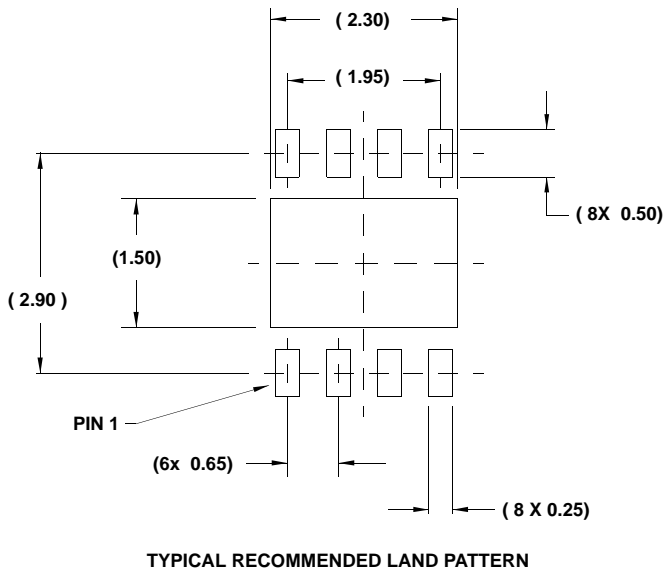 ( 2.30)
( 1.95)
( 8X 0.50)
(1.50)
( 2.90 )
PIN 1
(6x 0.65)
( 8 X 0.25)
TYPICAL RECOMMENDED LAND PATTERN